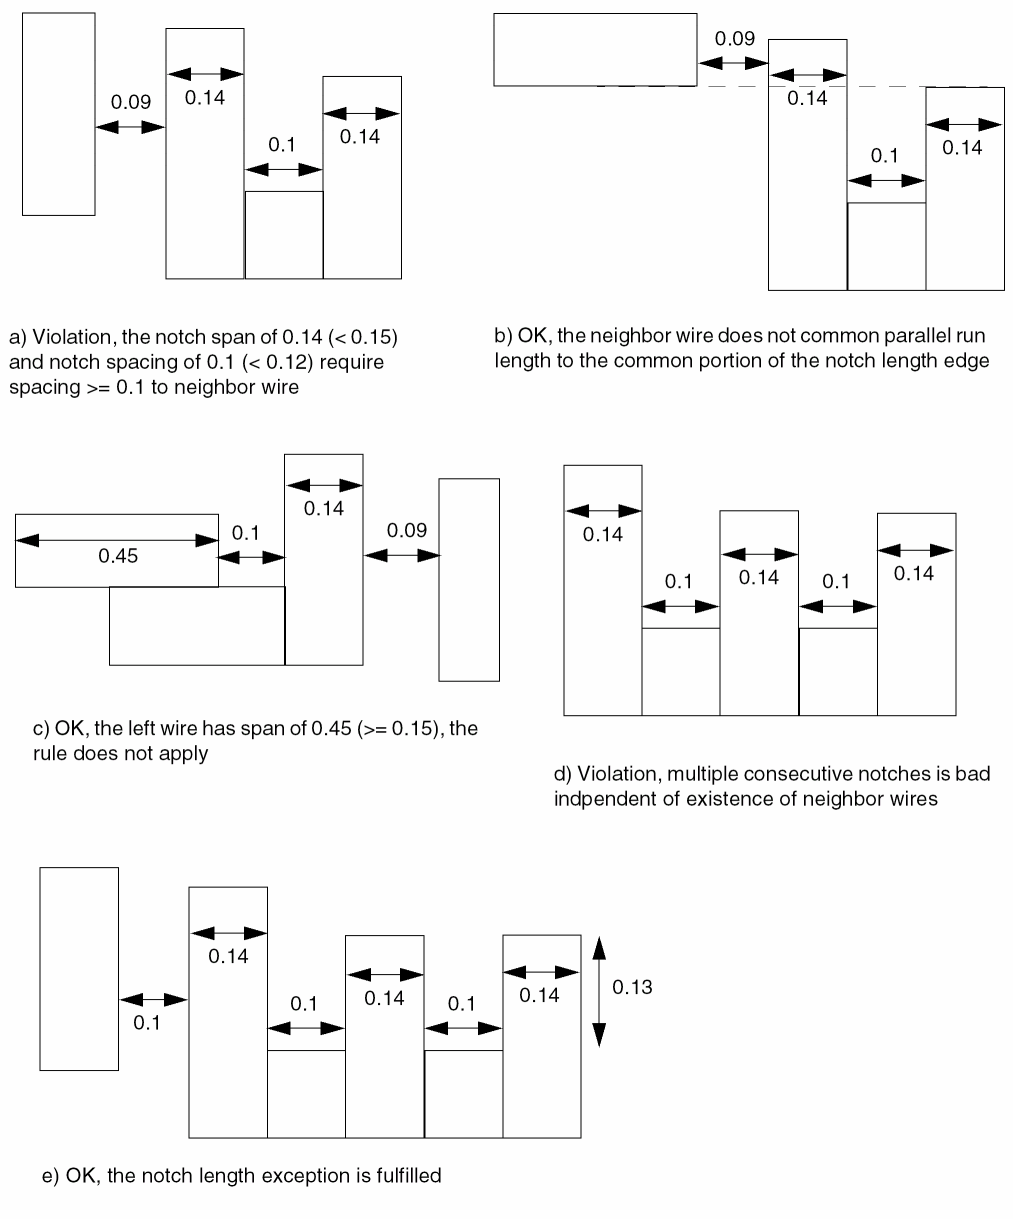 0.14
0.09
0.14
0.1
a) Violation, the notch span of 0.14 (< 0.15)
and notch spacing of 0.1 (< 0.12) require
spacing >= 0.1 to neighbor wire
0.09
0.14
0.14
0.1
b) OK, the neighbor wire does not common parallel run
length to the common portion of the notch length edge
0.14
0.1
0.09
0.45
c) OK, the left wire has span of 0.45 (>= 0.15), the
rule does not apply
0.14
0.14
0.14
0.1
0.1
d) Violation, multiple consecutive notches is bad
indpendent of existence of neighbor wires
0.14
0.14
0.14
0.13
0.1
0.1
0.1
e) OK, the notch length exception is fulfilled